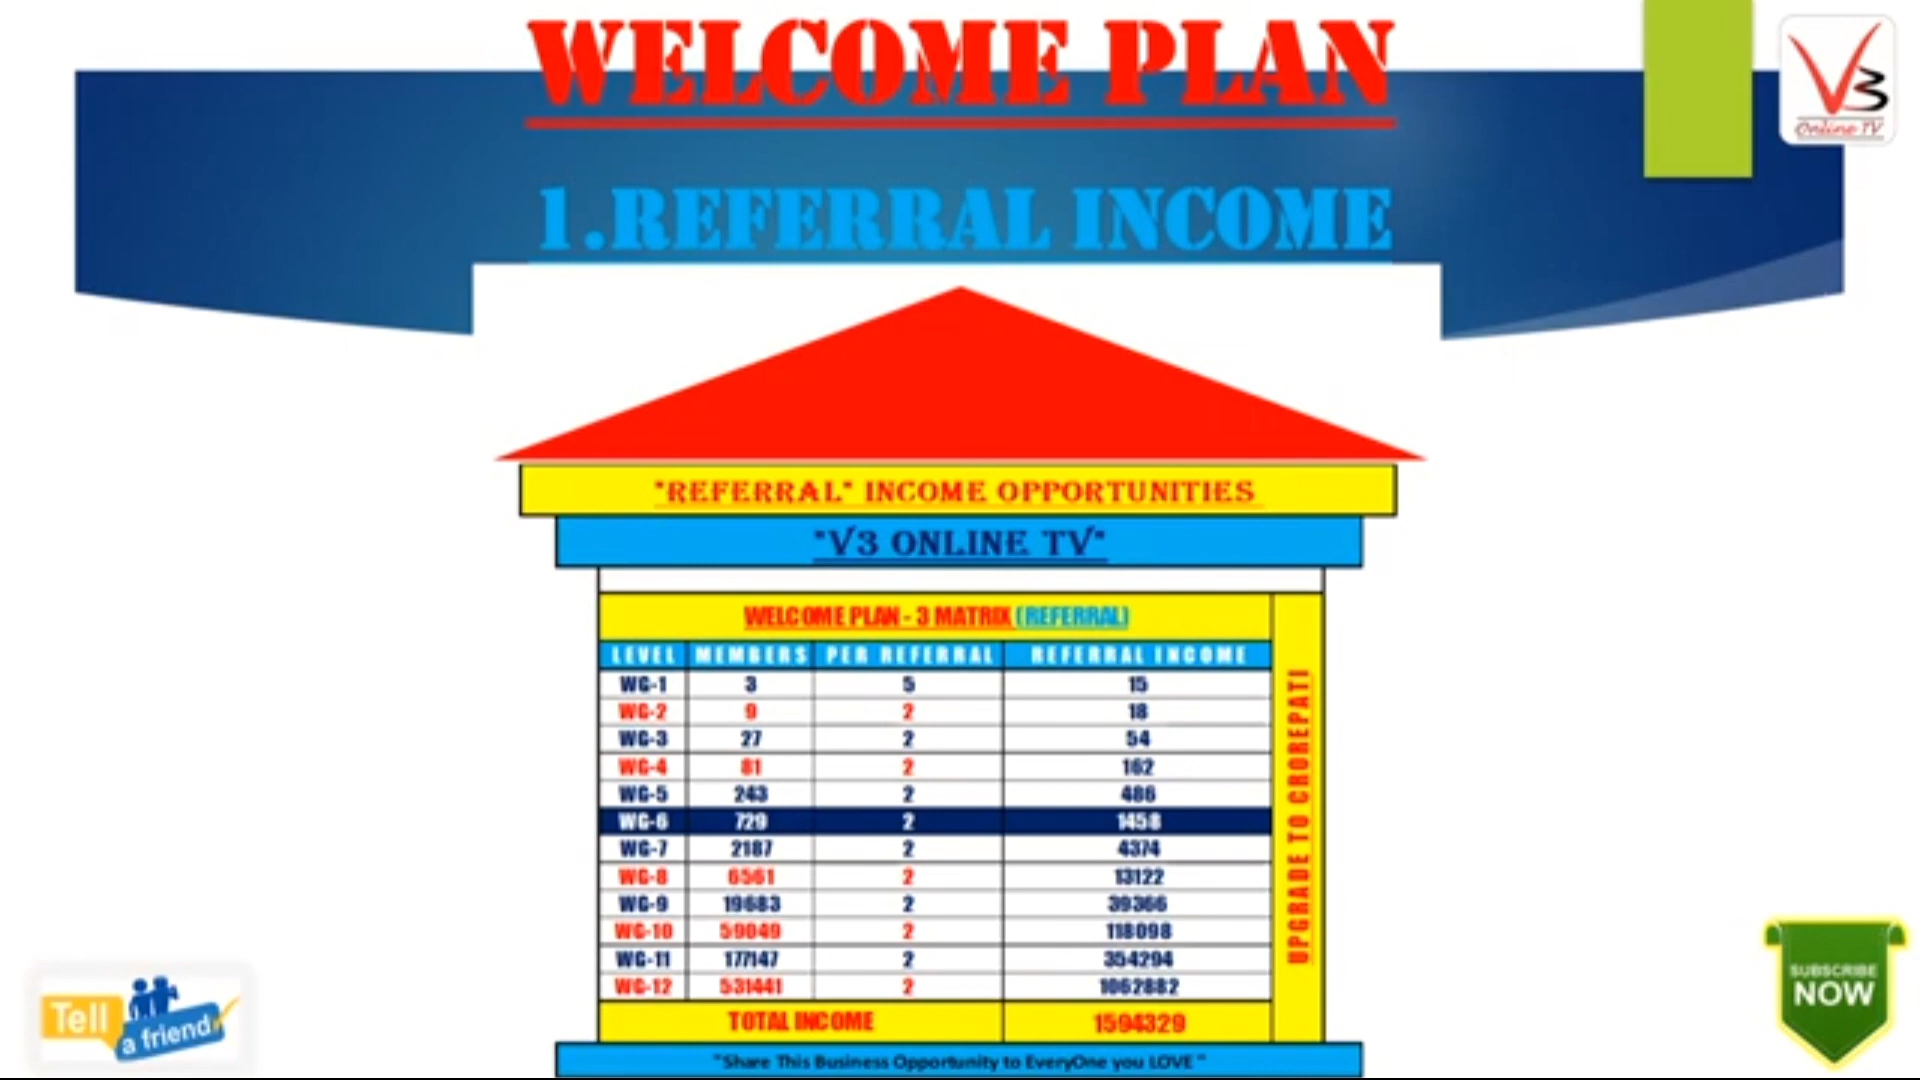 WELCOME PLAN
V3
Online TV
1.REFERRAL INCOME
"REFERRAL" INCOME OPPORTUNITIES
"V3 ONLINE TV"
WELCOME PLAN - 3 MATRIX (REFERRAL)
LEVEL MEMBERS PER REFERRAL REFERRAL INCOME
WG-1 3 5 15
WG-2 9 2 18
WG-3 27 2 54
WG-4 81 2 162
WG-5 243 2 486
WG-6 729 2 1458
WG-7 2187 2 4374
WG-8 6561 2 13122
WG-9 19683 2 39366
WG-10 59049 2 118098
WG-11 177147 2 354294
WG-12 531441 2 1062882
TOTAL INCOME 1594329
UPGRADE TO CROREPATI
"Share This Business Opportunity to EveryOne you LOVE "
Tell
a friend
SUBSCRIBE
NOW